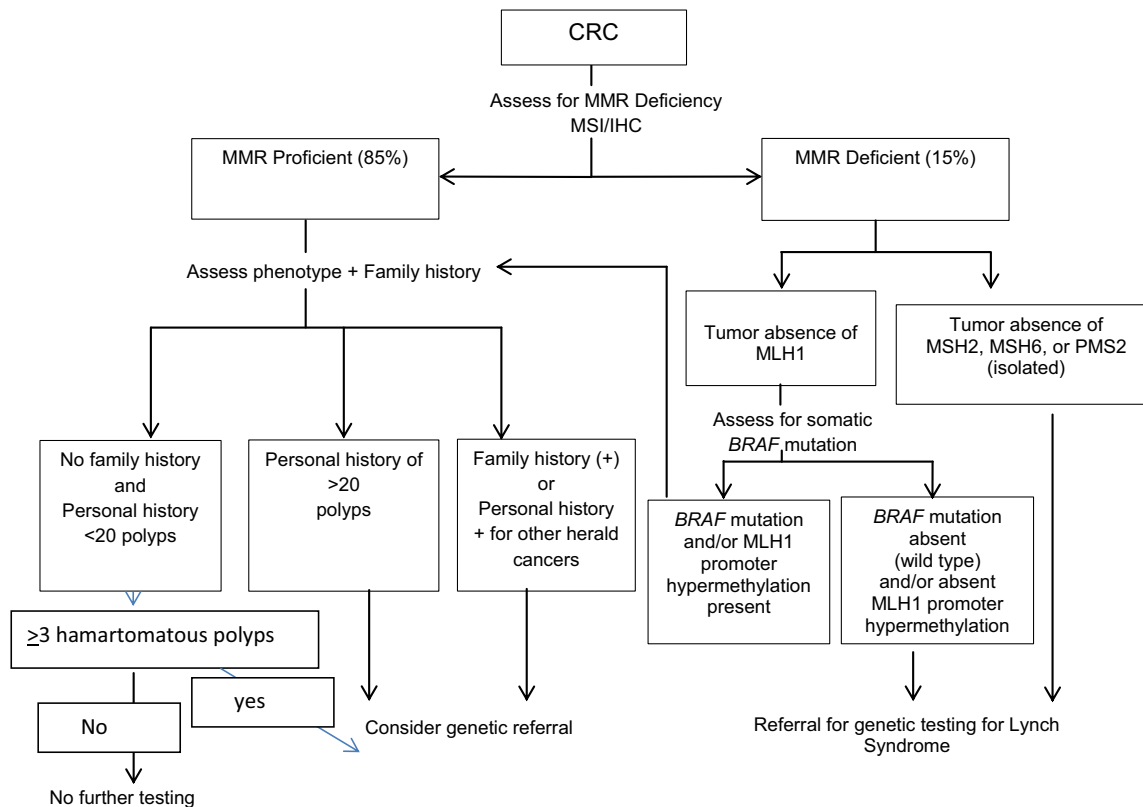 CRC
Assess for MMR Deficiency
MSI/IHC
MMR Proficient (85%)
MMR Deficient (15%)
Assess phenotype + Family history
Tumor absence of
MLH1
Tumor absence of
MSH2, MSH6, or PMS2
(isolated)
Assess for somatic
BRAF mutation
No family history
and
Personal history
<20 polyps
Personal history of
>20
polyps
Family history (+)
or
Personal history
+ for other herald
cancers
BRAF mutation
and/or MLH1
promoter
hypermethylation
present
BRAF mutation
absent
(wild type)
and/or absent
MLH1 promoter
hypermethylation
≥3 hamartomatous polyps
yes
No
Consider genetic referral
Referral for genetic testing for Lynch
Syndrome
No further testing